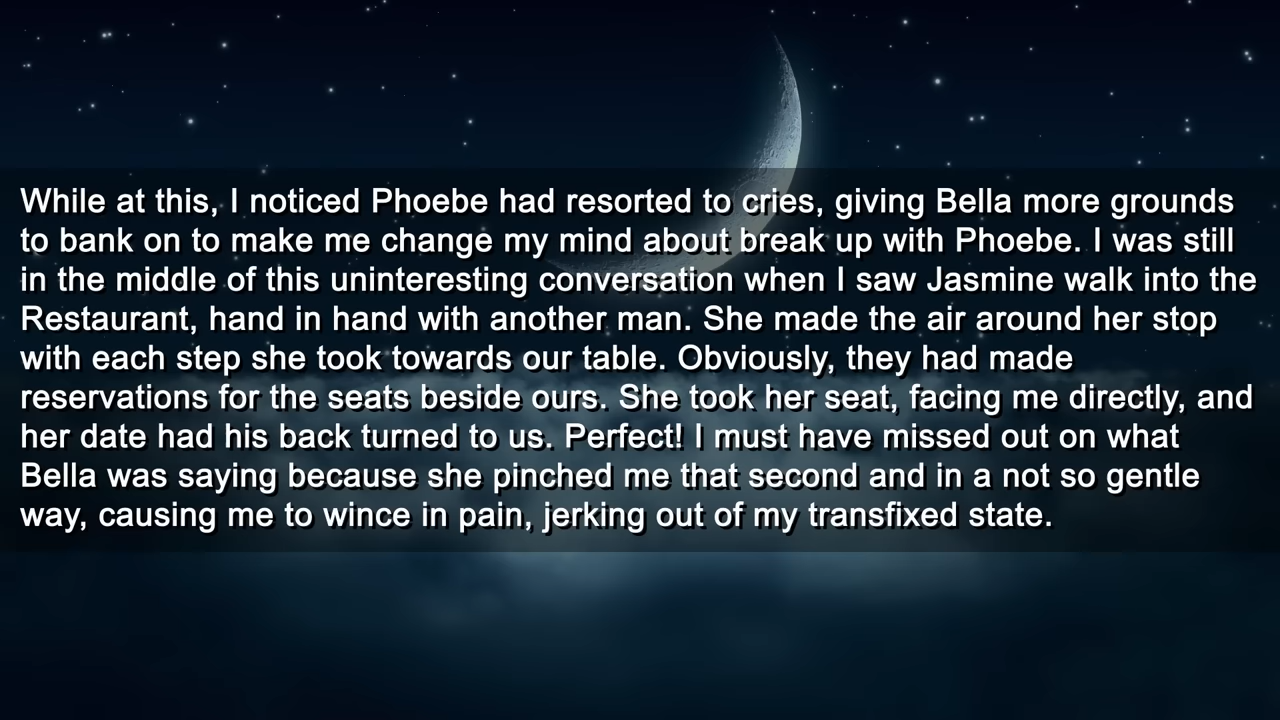 While at this, I noticed Phoebe had resorted to cries, giving Bella more grounds
to bank on to make me change my mind about break up with Phoebe. I was still
in the middle of this uninteresting conversation when I saw Jasmine walk into the
Restaurant, hand in hand with another man. She made the air around her stop
with each step she took towards our table. Obviously, they had made
reservations for the seats beside ours. She took her seat, facing me directly, and
her date had his back turned to us. Perfect! I must have missed out on what
Bella was saying because she pinched me that second and in a not so gentle
way, causing me to wince in pain, jerking out of my transfixed state.